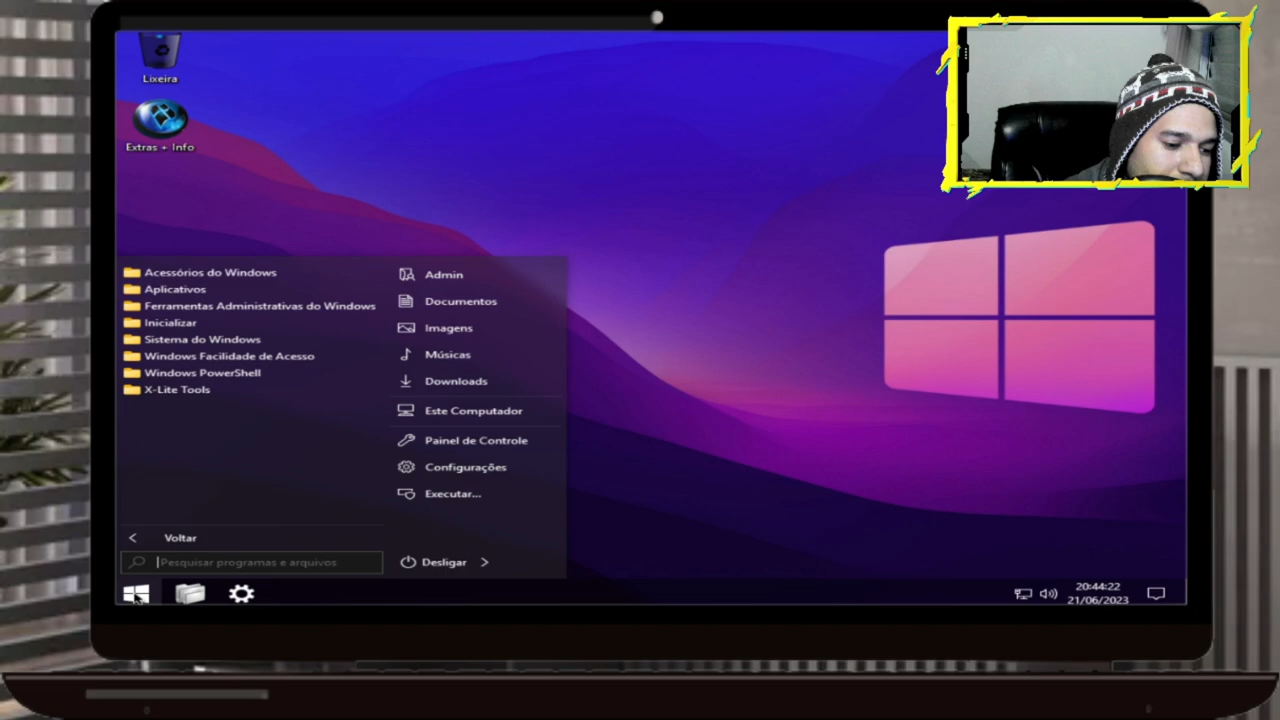 Lixeira
Extras + Info
Acessórios do Windows
Aplicativos
Ferramentas Administrativas do Windows
Inicializar
Sistema do Windows
Windows Facilidade de Acesso
Windows PowerShell
X-Lite Tools
Voltar
Pesquisar programas e arquivos
Admin
Documentos
Imagens
Músicas
Downloads
Este Computador
Painel de Controle
Configurações
Executar...
Desligar
20:44:22
21/06/2023